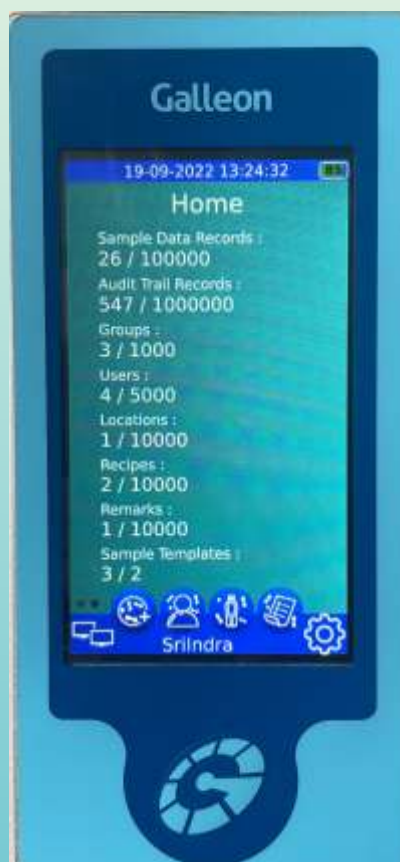 Galleon
19-09-2022 13:24:32
Home
Sample Data Records :
26 / 100000
Audit Trail Records :
547 / 1000000
Groups :
3 / 1000
Users :
4 / 5000
Locations :
1 / 10000
Recipes :
2 / 10000
Remarks :
1 / 10000
Sample Templates :
3 / 2
SriIndra